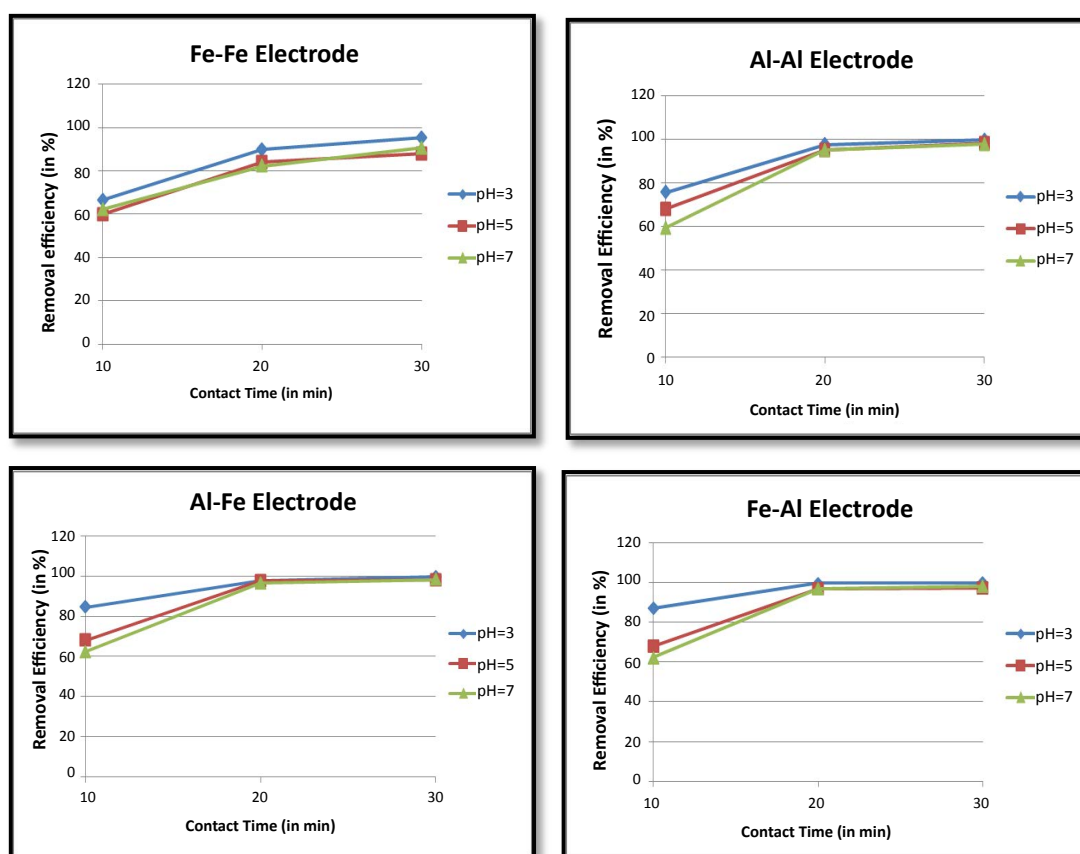 Fe-Fe Electrode
Removal efficiency (in %)
120
100
80
60
40
20
0
10 20 30
Contact Time (in min)
pH=3
pH=5
pH=7
Al-Al Electrode
Removal Efficiency (in %)
120
100
80
60
40
20
0
10 20 30
Contact Time (in min)
pH=3
pH=5
pH=7
Al-Fe Electrode
Removal Efficiency (in %)
120
100
80
60
40
20
0
10 20 30
Contact Time (in min)
pH=3
pH=5
pH=7
Fe-Al Electrode
Removal Efficiency (in %)
120
100
80
60
40
20
0
10 20 30
Contact Time (in min)
pH=3
pH=5
pH=7